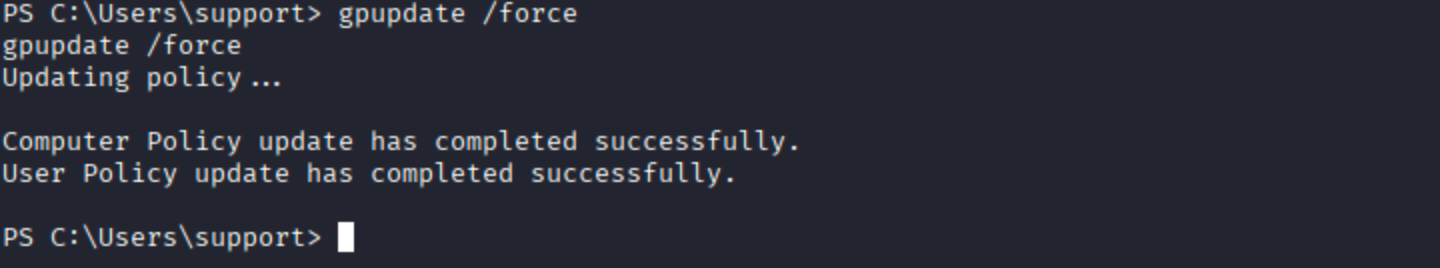 PS C:\Users\support> gpupdate /force
gpupdate /force
Updating policy...
Computer Policy update has completed successfully.
User Policy update has completed successfully.
PS C:\Users\support>